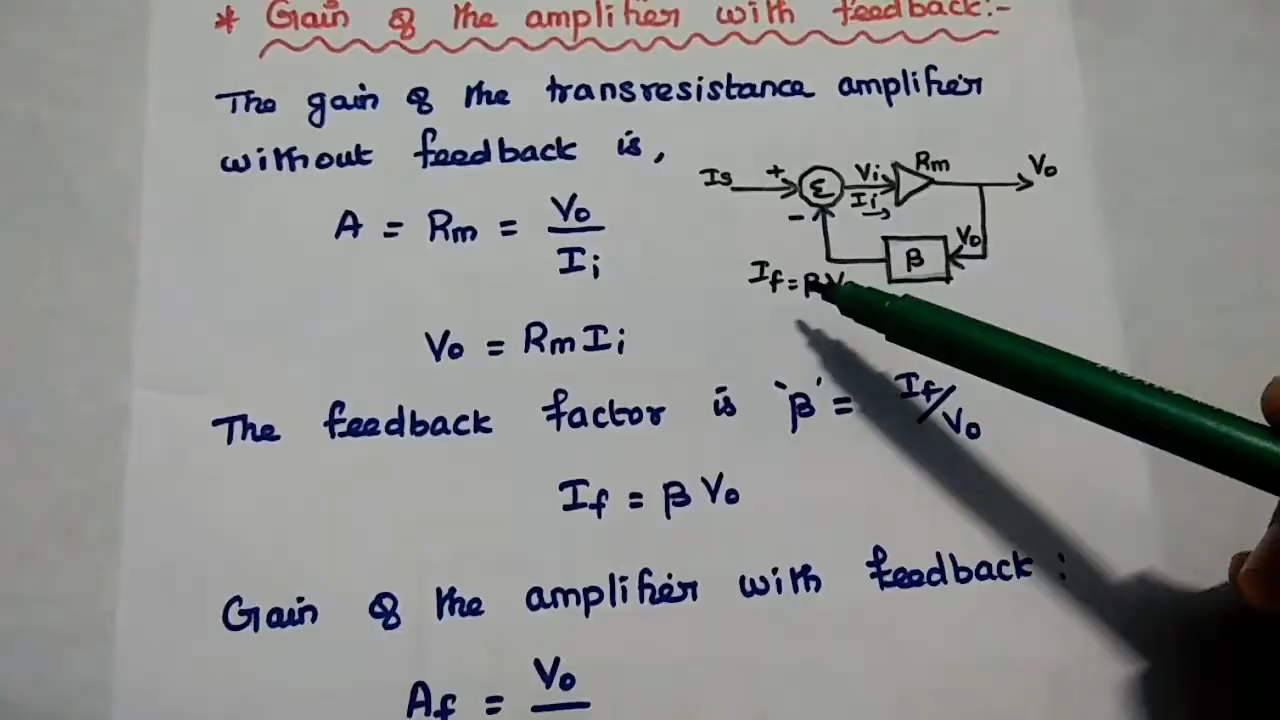 * Gain of the amplifier with feedback:-
The gain of the transresistance amplifier
without feedback is,
Is + Σ Vi Ii Rm Vo
- β Vo
If = βV
A = Rm = Vo / Ii
Vo = Rm Ii
The feedback factor is 'β' = If/Vo
If = β Vo
Gain of the amplifier with feedback:
Af = Vo